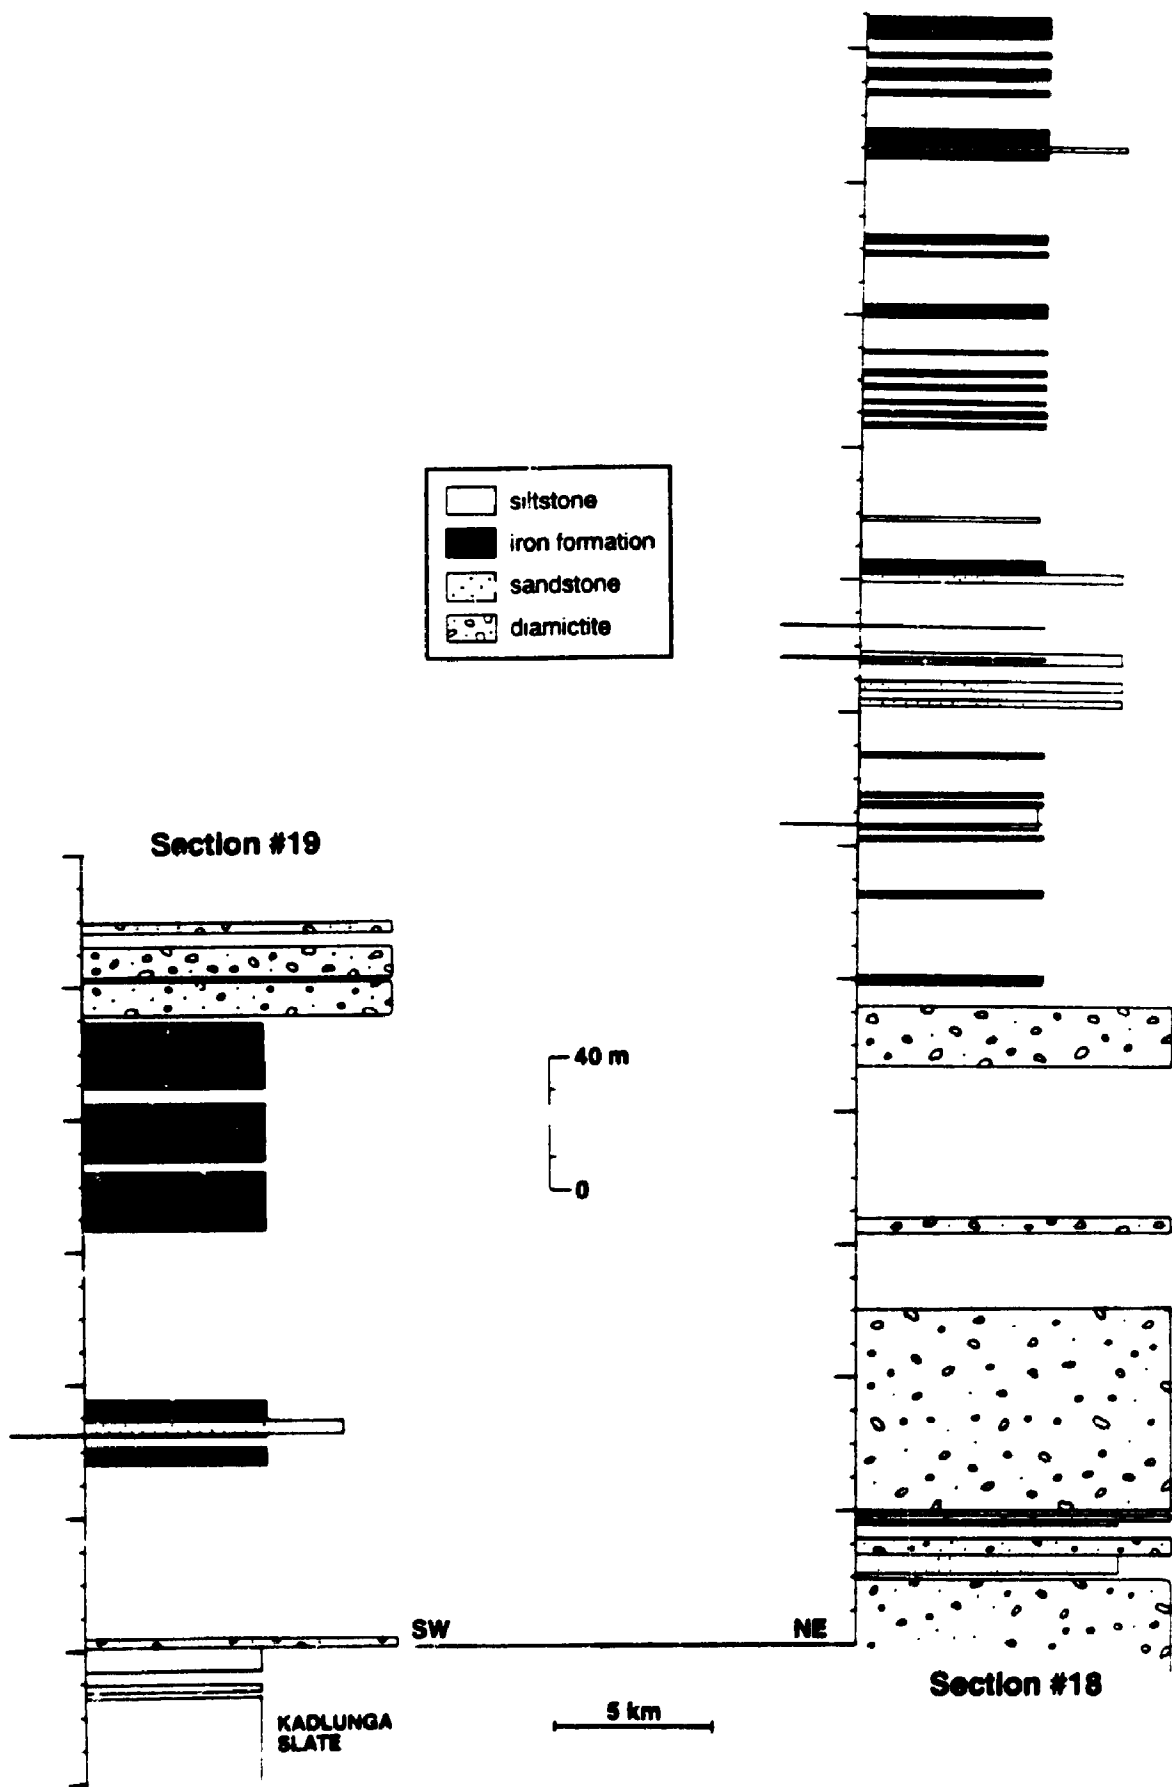 siltstone
iron formation
sandstone
diamictite
Section #19
40 m
0
SW
NE
Section #18
5 km
KADLUNGA
SLATE